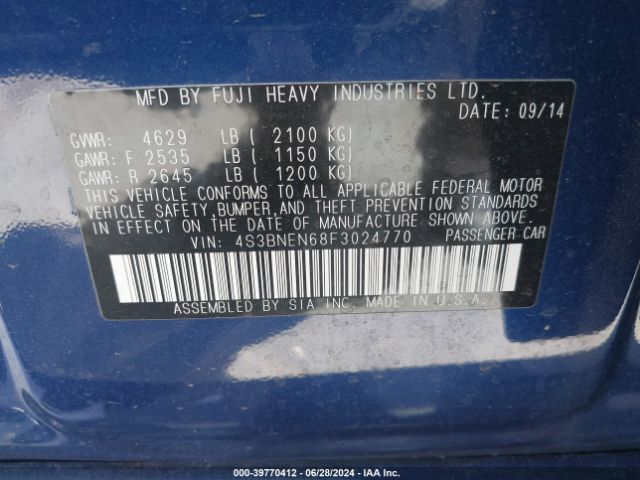 MFD BY FUJI HEAVY INDUSTRIES LTD.
DATE: 09/14
GVWR: 4629 LB ( 2100 KG)
GAWR: F 2535 LB ( 1150 KG)
GAWR: R 2645 LB ( 1200 KG)
THIS VEHICLE CONFORMS TO ALL APPLICABLE FEDERAL MOTOR
VEHICLE SAFETY, BUMPER, AND THEFT PREVENTION STANDARDS
IN EFFECT ON THE DATE OF MANUFACTURE SHOWN ABOVE.
VIN: 4S3BNEN68F3024770 PASSENGER CAR
ASSEMBLED BY SIA INC. MADE IN U.S.A.
000-39770412 - 06/28/2024 - IAA Inc.